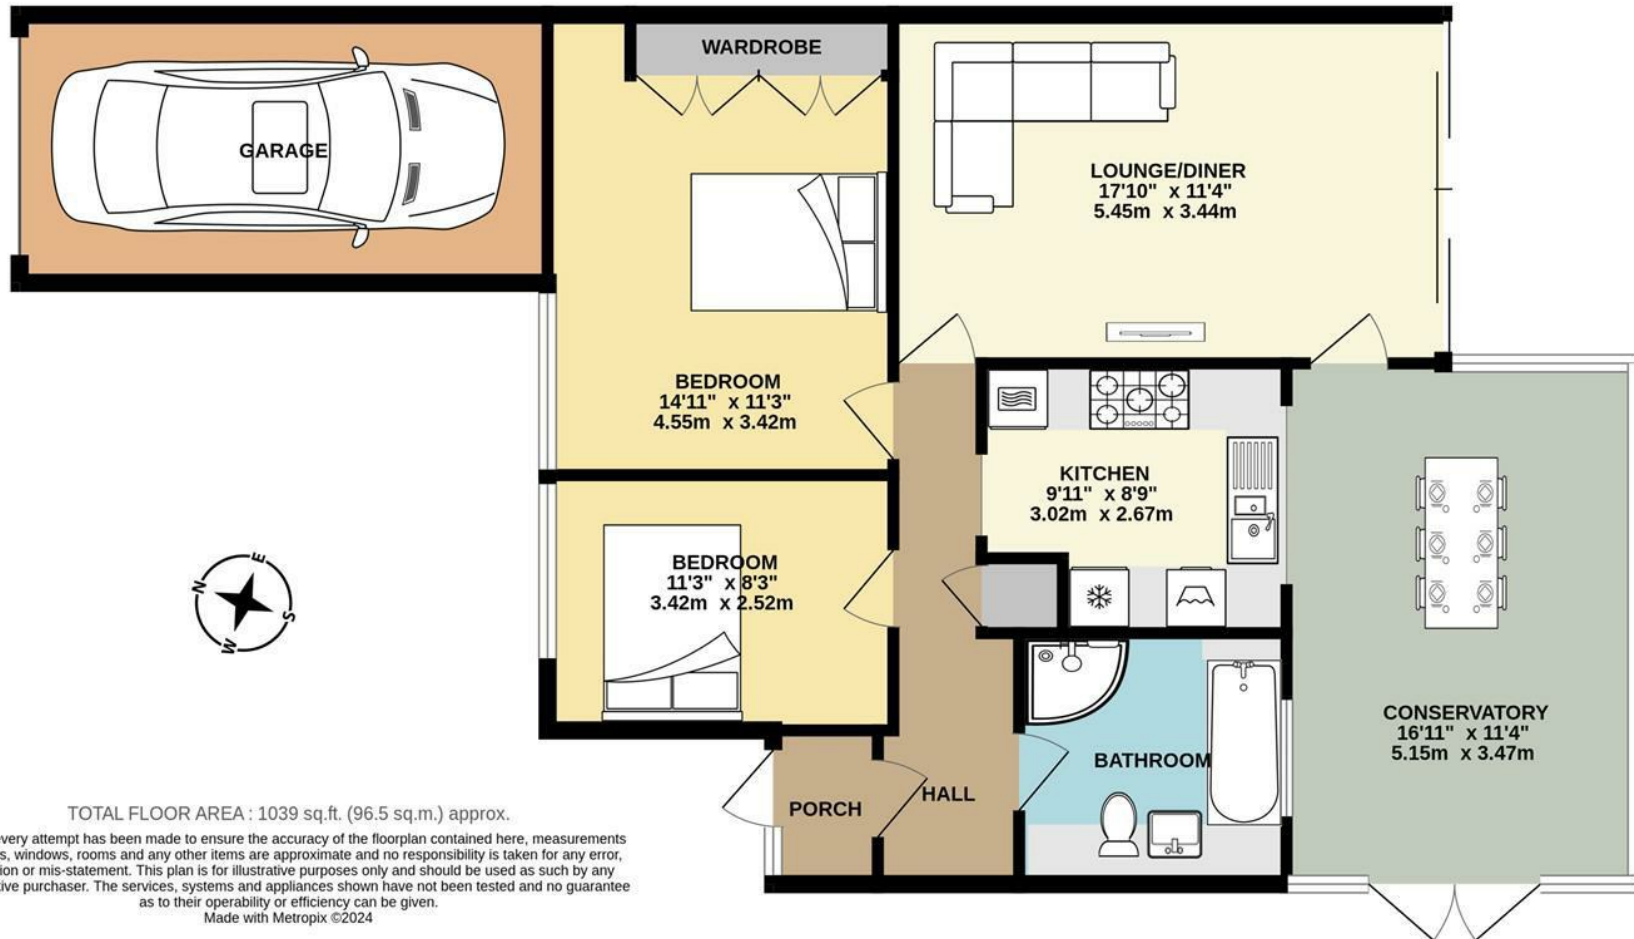 WARDROBE
GARAGE
LOUNGE/DINER
17'10" x 11'4"
5.45m x 3.44m
BEDROOM
14'11" x 11'3"
4.55m x 3.42m
KITCHEN
9'11" x 8'9"
3.02m x 2.67m
BEDROOM
11'3" x 8'3"
3.42m x 2.52m
N
E
S
W
CONSERVATORY
16'11" x 11'4"
5.15m x 3.47m
BATHROOM
HALL
PORCH
TOTAL FLOOR AREA : 1039 sq.ft. (96.5 sq.m.) approx.
every attempt has been made to ensure the accuracy of the floorplan contained here, measurements
s, windows, rooms and any other items are approximate and no responsibility is taken for any error,
ion or mis-statement. This plan is for illustrative purposes only and should be used as such by any
tive purchaser. The services, systems and appliances shown have not been tested and no guarantee
as to their operability or efficiency can be given.
Made with Metropix ©2024